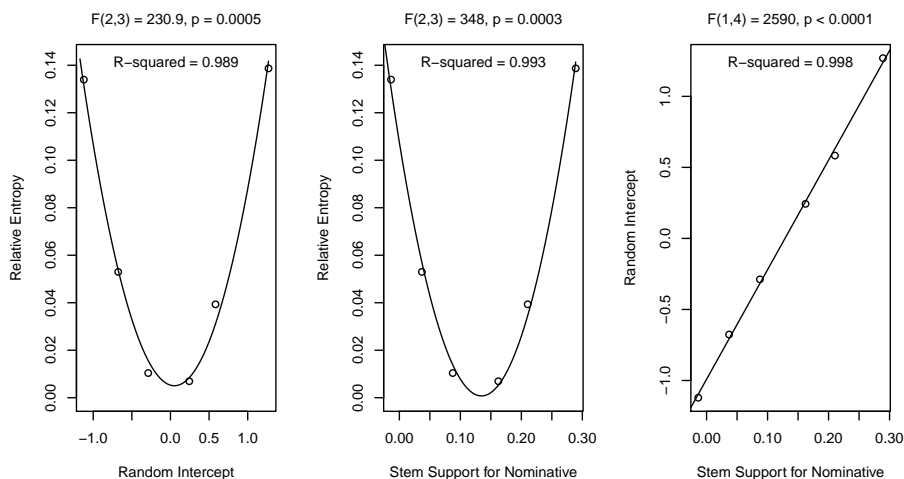 F(2,3) = 230.9, p = 0.0005
R−squared = 0.989
Relative Entropy
0.00
0.02
0.04
0.06
0.08
0.10
0.12
0.14
−1.0
0.0
0.5
1.0
Random Intercept
F(2,3) = 348, p = 0.0003
R−squared = 0.993
Relative Entropy
0.00
0.02
0.04
0.06
0.08
0.10
0.12
0.14
0.00
0.10
0.20
0.30
Stem Support for Nominative
F(1,4) = 2590, p < 0.0001
R−squared = 0.998
Random Intercept
−1.0
−0.5
0.0
0.5
1.0
0.00
0.10
0.20
0.30
Stem Support for Nominative